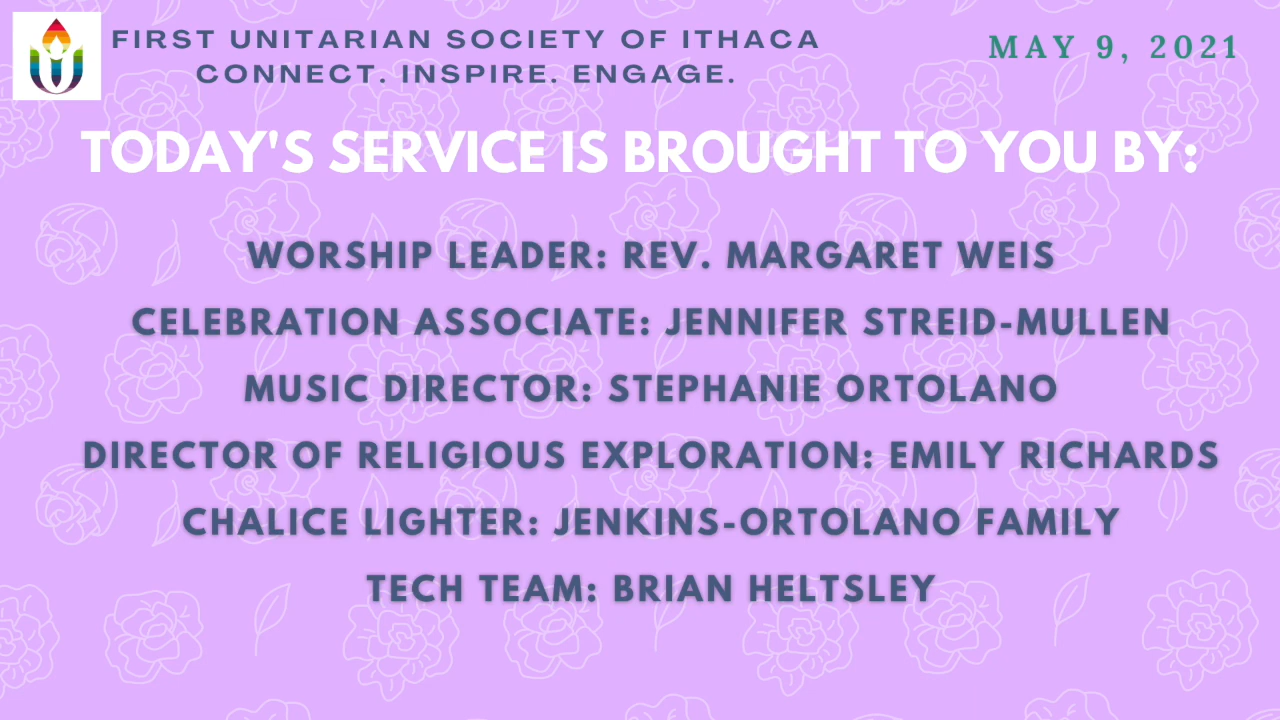 FIRST UNITARIAN SOCIETY OF ITHACA
CONNECT. INSPIRE. ENGAGE.
MAY 9, 2021
TODAY'S SERVICE IS BROUGHT TO YOU BY:
WORSHIP LEADER: REV. MARGARET WEIS
CELEBRATION ASSOCIATE: JENNIFER STREID-MULLEN
MUSIC DIRECTOR: STEPHANIE ORTOLANO
DIRECTOR OF RELIGIOUS EXPLORATION: EMILY RICHARDS
CHALICE LIGHTER: JENKINS-ORTOLANO FAMILY
TECH TEAM: BRIAN HELTSLEY